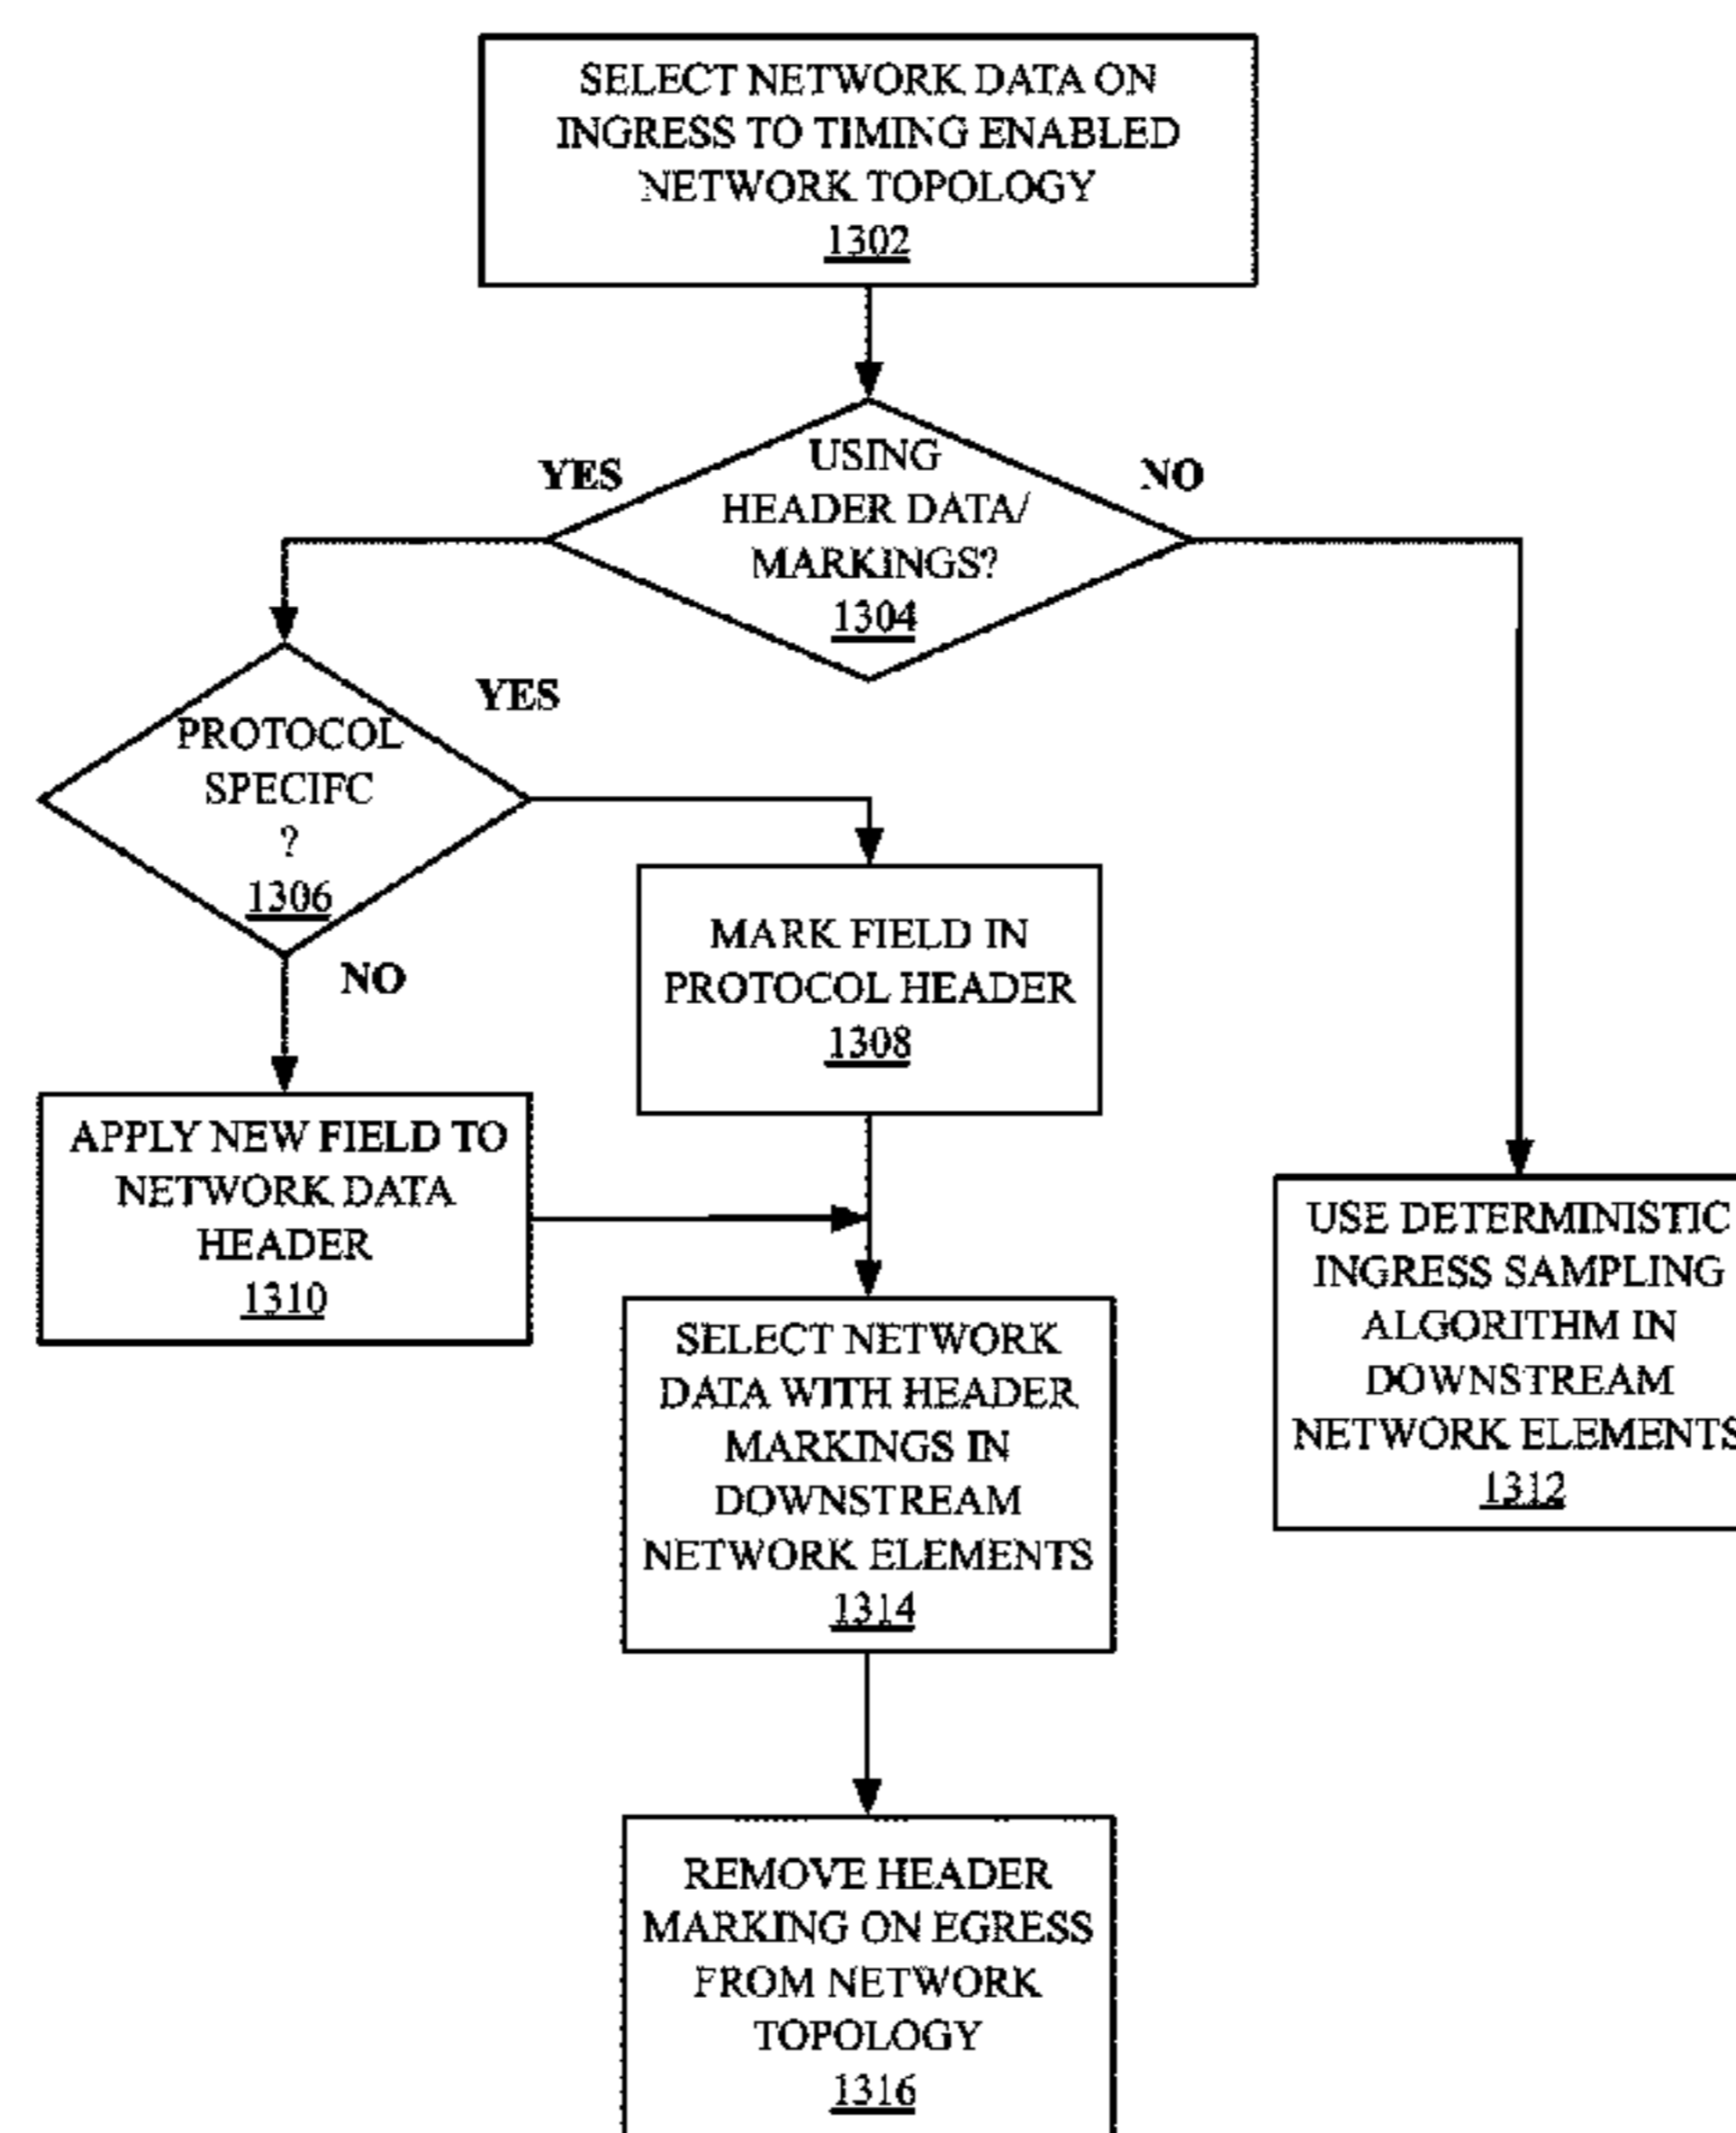 SELECT NETWORK DATA ON
INGRESS TO TIMING ENABLED
NETWORK TOPOLOGY
1302
USING
HEADER DATA/
MARKINGS?
1304
YES
NO
PROTOCOL
SPECIFC
?
1306
YES
NO
MARK FIELD IN
PROTOCOL HEADER
1308
APPLY NEW FIELD TO
NETWORK DATA
HEADER
1310
USE DETERMINISTIC
INGRESS SAMPLING
ALGORITHM IN
DOWNSTREAM
NETWORK ELEMENTS
1312
SELECT NETWORK
DATA WITH HEADER
MARKINGS IN
DOWNSTREAM
NETWORK ELEMENTS
1314
REMOVE HEADER
MARKING ON EGRESS
FROM NETWORK
TOPOLOGY
1316